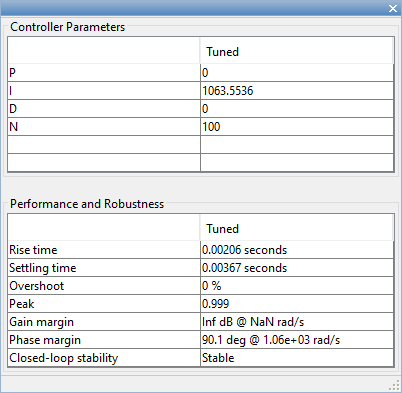 Controller Parameters
Tuned
P 0
I 1063.5536
D 0
N 100
Performance and Robustness
Tuned
Rise time 0.00206 seconds
Settling time 0.00367 seconds
Overshoot 0 %
Peak 0.999
Gain margin Inf dB @ NaN rad/s
Phase margin 90.1 deg @ 1.06e+03 rad/s
Closed-loop stability Stable